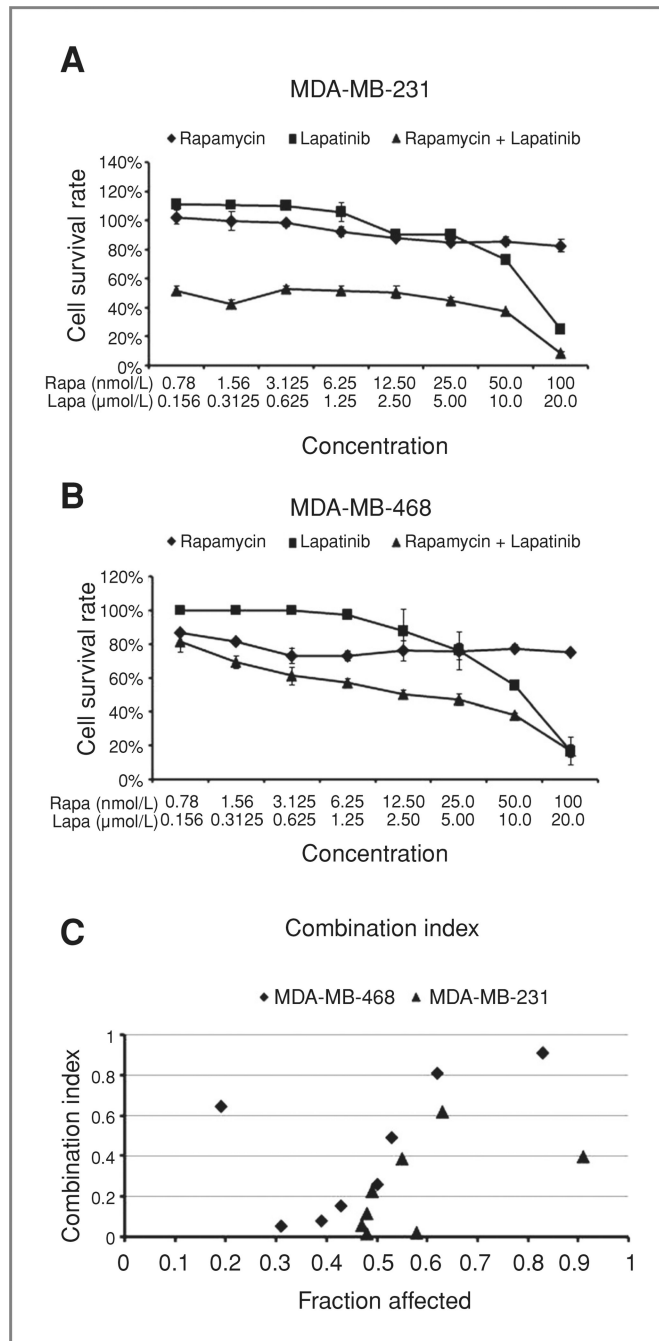 A
MDA-MB-231
Rapamycin Lapatinib Rapamycin + Lapatinib
Cell survival rate
140%
120%
100%
80%
60%
40%
20%
0%
Rapa (nmol/L) 0.78 1.56 3.125 6.25 12.50 25.0 50.0 100
Lapa (µmol/L) 0.156 0.3125 0.625 1.25 2.50 5.00 10.0 20.0
Concentration
B
MDA-MB-468
Rapamycin Lapatinib Rapamycin + Lapatinib
Cell survival rate
120%
100%
80%
60%
40%
20%
0%
Rapa (nmol/L) 0.78 1.56 3.125 6.25 12.50 25.0 50.0 100
Lapa (µmol/L) 0.156 0.3125 0.625 1.25 2.50 5.00 10.0 20.0
Concentration
C
Combination index
MDA-MB-468 MDA-MB-231
Combination index
1
0.8
0.6
0.4
0.2
0
0 0.1 0.2 0.3 0.4 0.5 0.6 0.7 0.8 0.9 1
Fraction affected